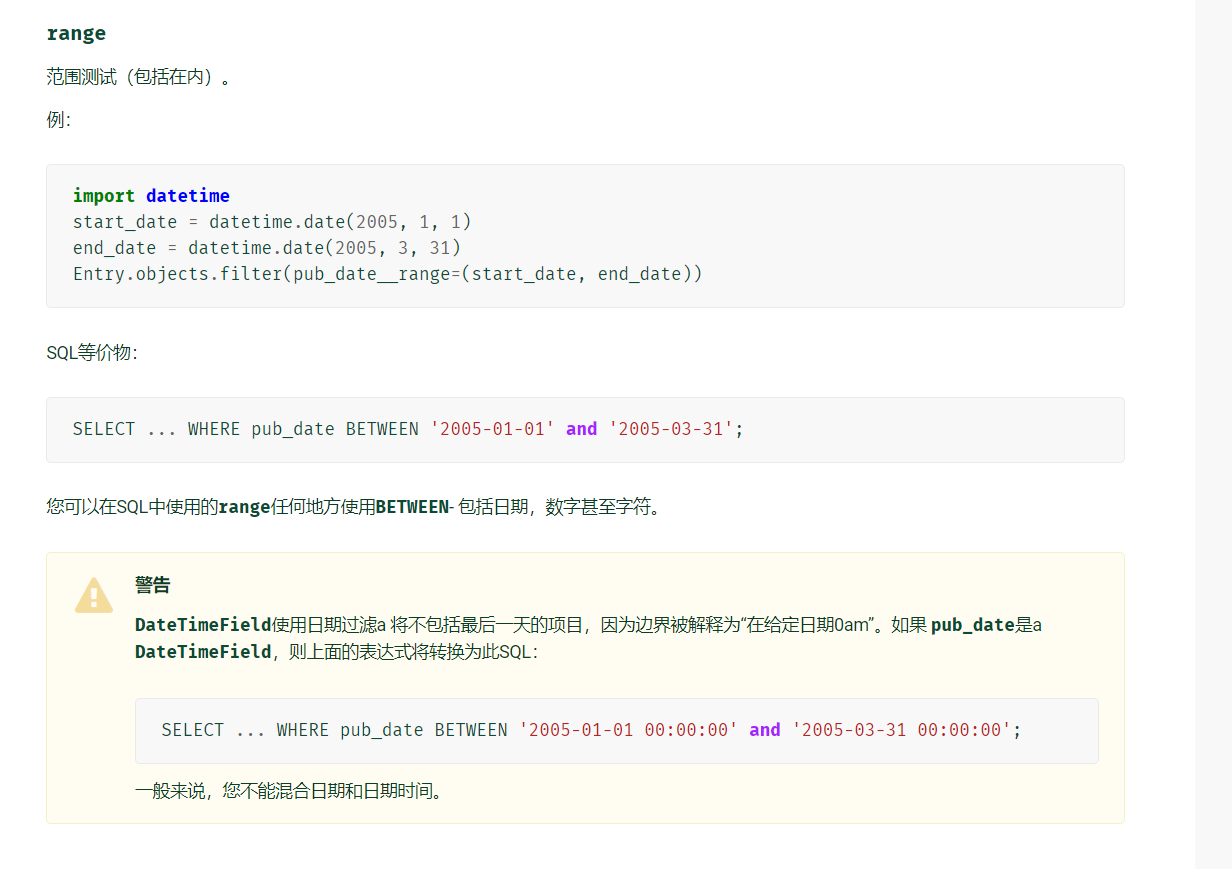 range
范围测试（包括在内）。
例：
import datetime
start_date = datetime.date(2005, 1, 1)
end_date = datetime.date(2005, 3, 31)
Entry.objects.filter(pub_date__range=(start_date, end_date))
SQL等价物：
SELECT ... WHERE pub_date BETWEEN '2005-01-01' and '2005-03-31';
您可以在SQL中使用的range任何地方使用BETWEEN- 包括日期，数字甚至字符。
警告
DateTimeField使用日期过滤a 将不包括最后一天的项目，因为边界被解释为“在给定日期0am”。如果 pub_date是a
DateTimeField，则上面的表达式将转换为此SQL：
SELECT ... WHERE pub_date BETWEEN '2005-01-01 00:00:00' and '2005-03-31 00:00:00';
一般来说，您不能混合日期和日期时间。